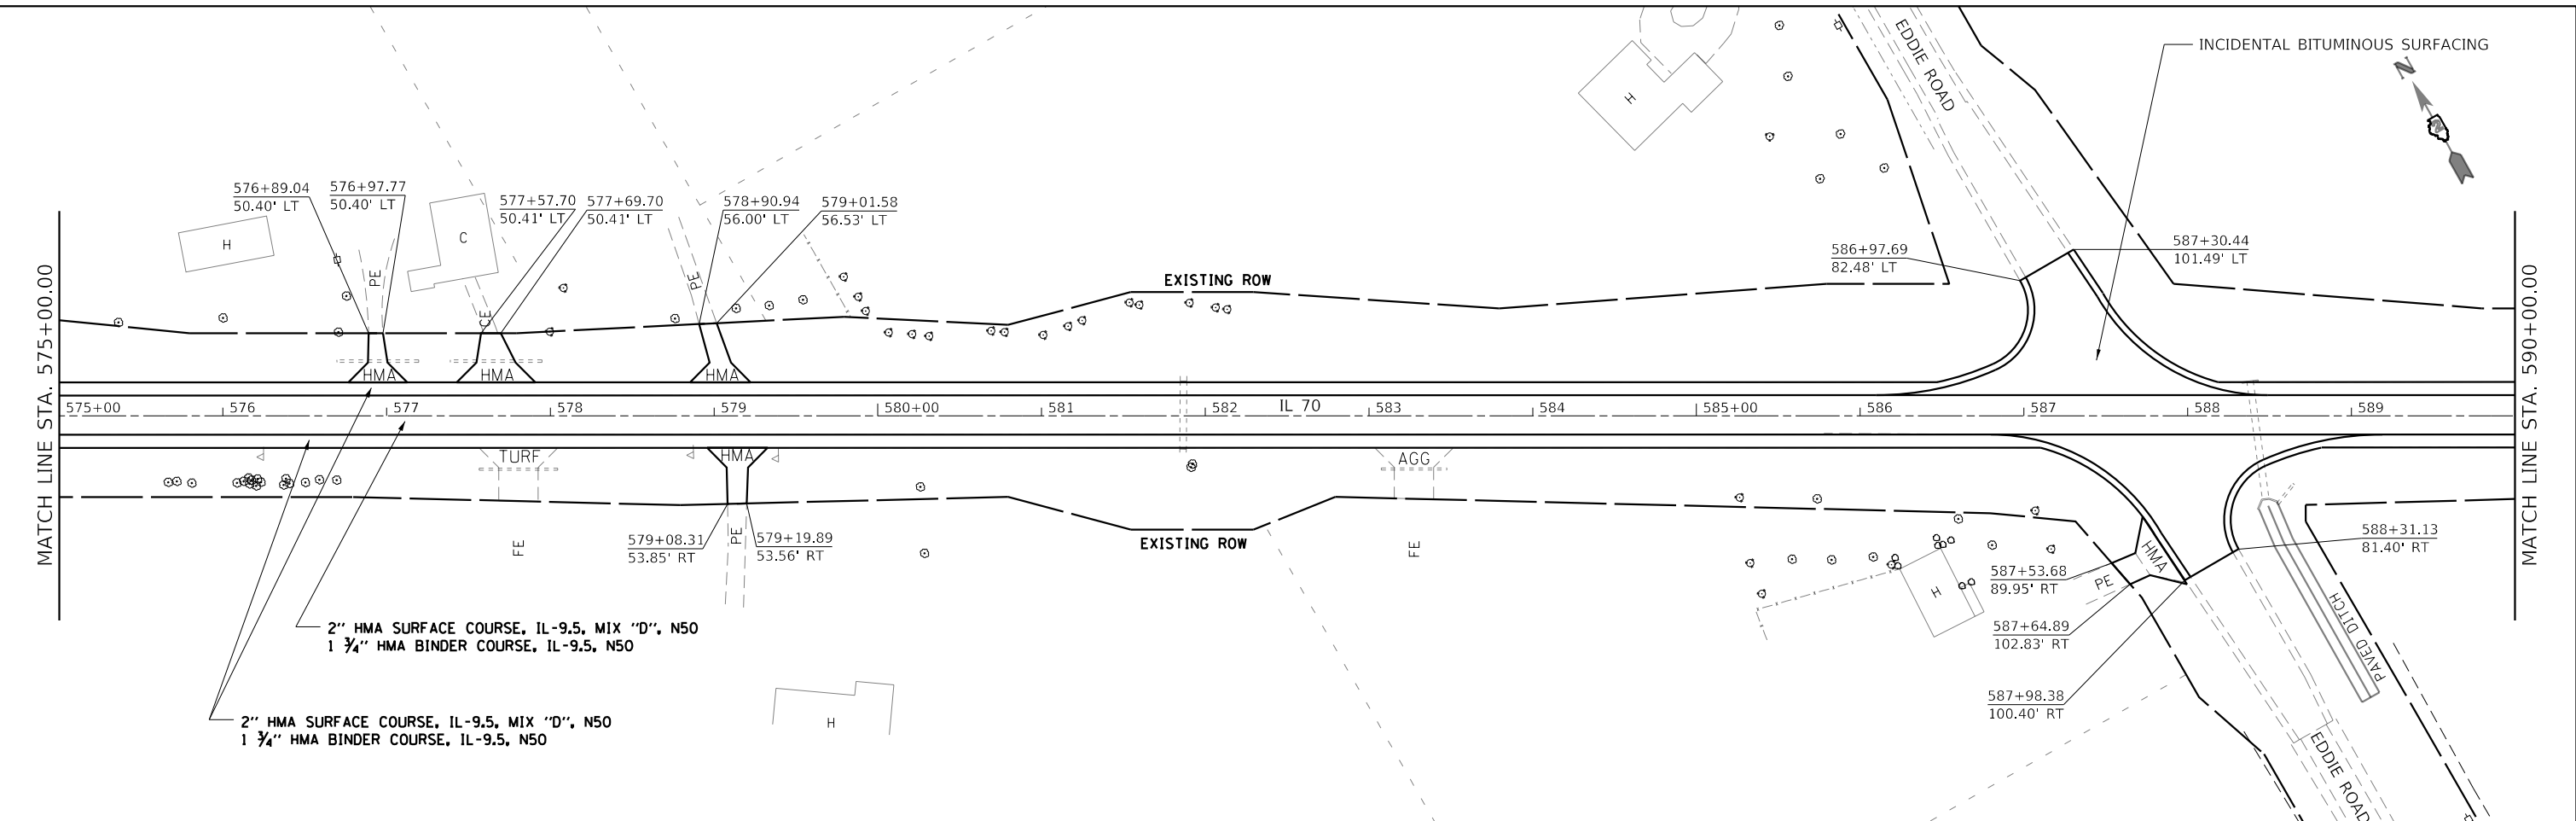 EDDIE ROAD
INCIDENTAL BITUMINOUS SURFACING
N
H
576+89.04
50.40' LT
576+97.77
50.40' LT
577+57.70
50.41' LT
577+69.70
50.41' LT
578+90.94
56.00' LT
579+01.58
56.53' LT
H
C
PE
CE
PE
586+97.69
82.48' LT
587+30.44
101.49' LT
EXISTING ROW
HMA
HMA
HMA
MATCH LINE STA. 575+00.00
MATCH LINE STA. 590+00.00
575+00
576
577
578
579
580+00
581
582
IL 70
583
584
585+00
586
587
588
589
TURF
HMA
AGG
579+08.31
53.85' RT
579+19.89
53.56' RT
FE
PE
EXISTING ROW
FE
588+31.13
81.40' RT
HMA
PE
587+53.68
89.95' RT
H
587+64.89
102.83' RT
587+98.38
100.40' RT
PAVED DITCH
EDDIE ROAD
2" HMA SURFACE COURSE, IL-9.5, MIX "D", N50
1 ¾" HMA BINDER COURSE, IL-9.5, N50
2" HMA SURFACE COURSE, IL-9.5, MIX "D", N50
1 ¾" HMA BINDER COURSE, IL-9.5, N50
H